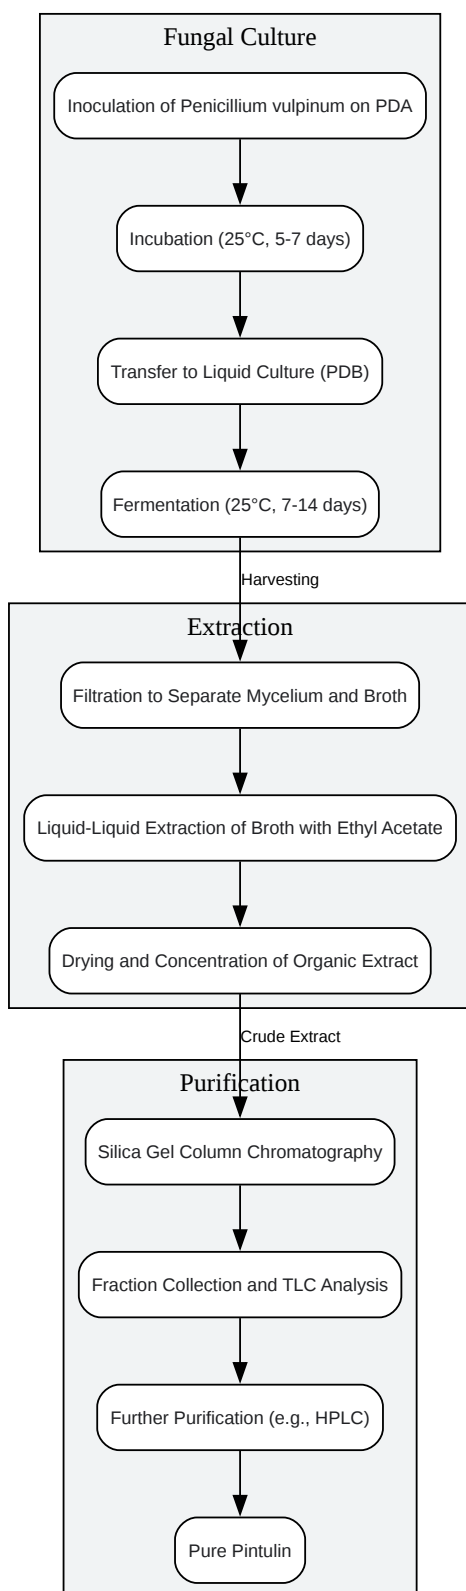 Fungal Culture
Inoculation of Penicillium vulpinum on PDA
Incubation (25°C, 5-7 days)
Transfer to Liquid Culture (PDB)
Fermentation (25°C, 7-14 days)
Harvesting
Extraction
Filtration to Separate Mycelium and Broth
Liquid-Liquid Extraction of Broth with Ethyl Acetate
Drying and Concentration of Organic Extract
Crude Extract
Purification
Silica Gel Column Chromatography
Fraction Collection and TLC Analysis
Further Purification (e.g., HPLC)
Pure Pintulin